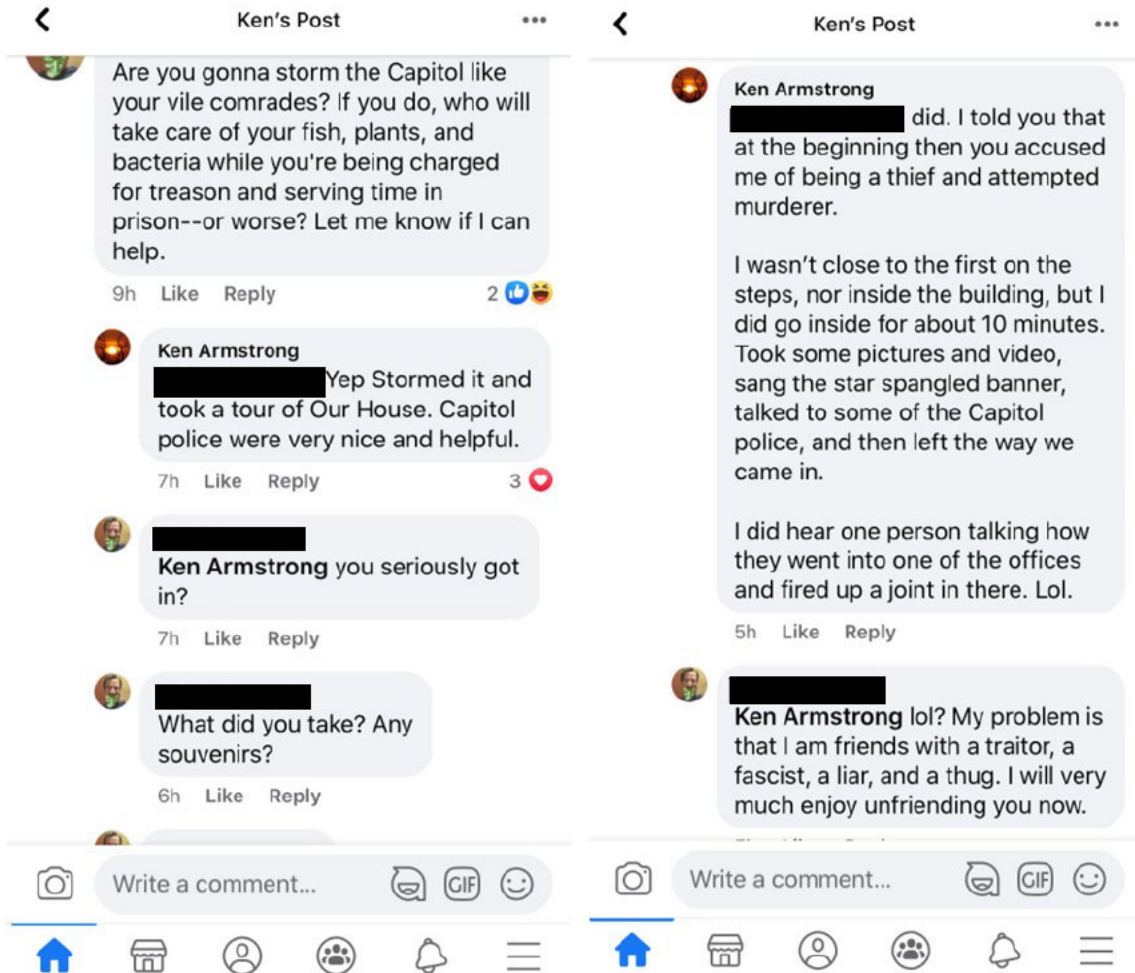 Ken's Post
Are you gonna storm the Capitol like
your vile comrades? If you do, who will
take care of your fish, plants, and
bacteria while you're being charged
for treason and serving time in
prison--or worse? Let me know if I can
help.
9h Like Reply 2
Ken Armstrong
Yep Stormed it and
took a tour of Our House. Capitol
police were very nice and helpful.
7h Like Reply 3
Ken Armstrong you seriously got
in?
7h Like Reply
What did you take? Any
souvenirs?
6h Like Reply
Write a comment...
GIF
Ken's Post
Ken Armstrong
did. I told you that
at the beginning then you accused
me of being a thief and attempted
murderer.
I wasn't close to the first on the
steps, nor inside the building, but I
did go inside for about 10 minutes.
Took some pictures and video,
sang the star spangled banner,
talked to some of the Capitol
police, and then left the way we
came in.
I did hear one person talking how
they went into one of the offices
and fired up a joint in there. Lol.
5h Like Reply
Ken Armstrong lol? My problem is
that I am friends with a traitor, a
fascist, a liar, and a thug. I will very
much enjoy unfriending you now.
Write a comment...
GIF